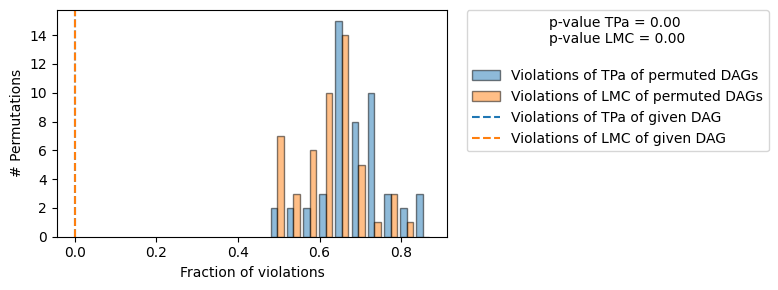 p-value TPa = 0.00
p-value LMC = 0.00
Violations of TPa of permuted DAGs
Violations of LMC of permuted DAGs
Violations of TPa of given DAG
Violations of LMC of given DAG
# Permutations
14
12
10
8
6
4
2
0
0.0 0.2 0.4 0.6 0.8
Fraction of violations